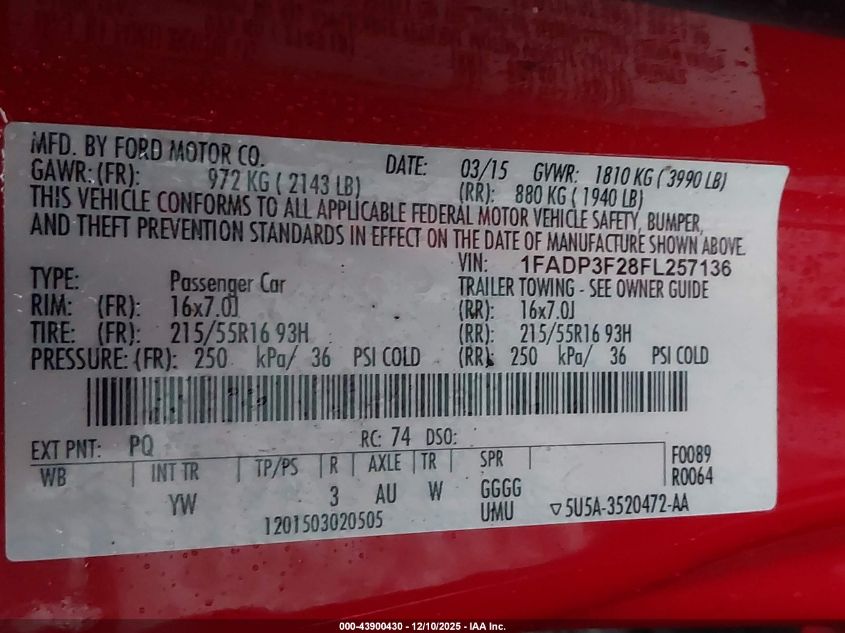 MFD. BY FORD MOTOR CO.
DATE: 03/15 GVWR: 1810 KG ( 3990 LB)
GAWR: (FR): 972 KG ( 2143 LB) (RR): 880 KG ( 1940 LB)
THIS VEHICLE CONFORMS TO ALL APPLICABLE FEDERAL MOTOR VEHICLE SAFETY, BUMPER,
AND THEFT PREVENTION STANDARDS IN EFFECT ON THE DATE OF MANUFACTURE SHOWN ABOVE.
VIN: 1FADP3F28FL257136
TYPE: Passenger Car TRAILER TOWING - SEE OWNER GUIDE
RIM: (FR): 16x7.0J (RR): 16x7.0J
TIRE: (FR): 215/55R16 93H (RR): 215/55R16 93H
PRESSURE: (FR): 250 kPa/ 36 PSI COLD (RR): 250 kPa/ 36 PSI COLD
EXT PNT: PQ RC: 74 DSO:
WB INT TR TP/PS R AXLE TR SPR F0089
R0064
YW 3 AU W GGGG
UMU
1201503020505 ▽5U5A-3520472-AA
000-43900430 - 12/10/2025 - IAA Inc.